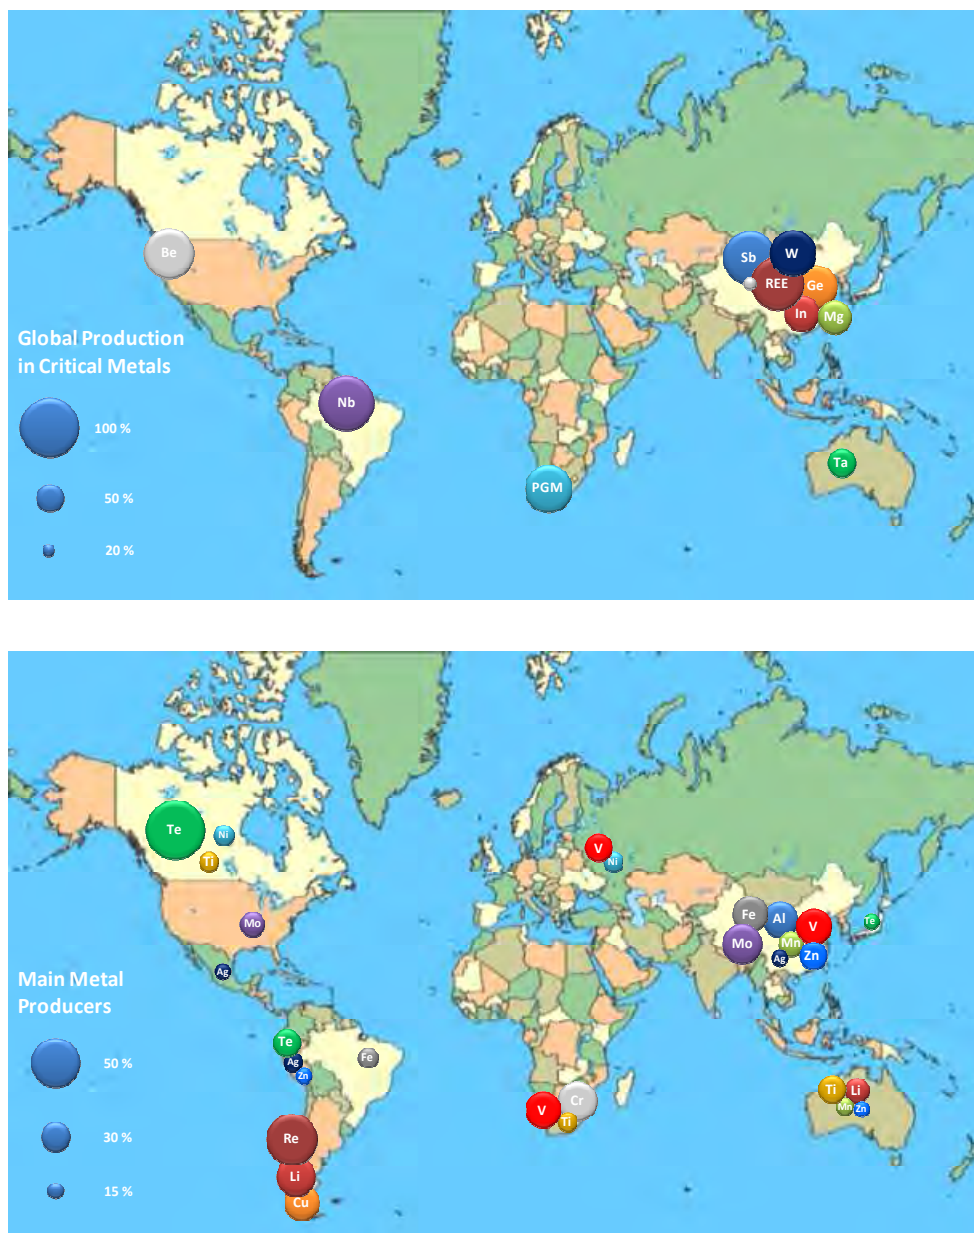 Be
Sb
W
REE
Ge
In
Mg
Global Production
in Critical Metals
Nb
100 %
Ta
PGM
50 %
20 %
Te
Ni
Ti
V
Ni
Mo
Fe
Al
V
Te
Mo
Mn
Ag
Zn
Ag
Main Metal
Producers
Te
Ag
Fe
Zn
50 %
Ti
Li
Mn
Zn
Cr
V
Ti
30 %
Re
Li
15 %
Cu